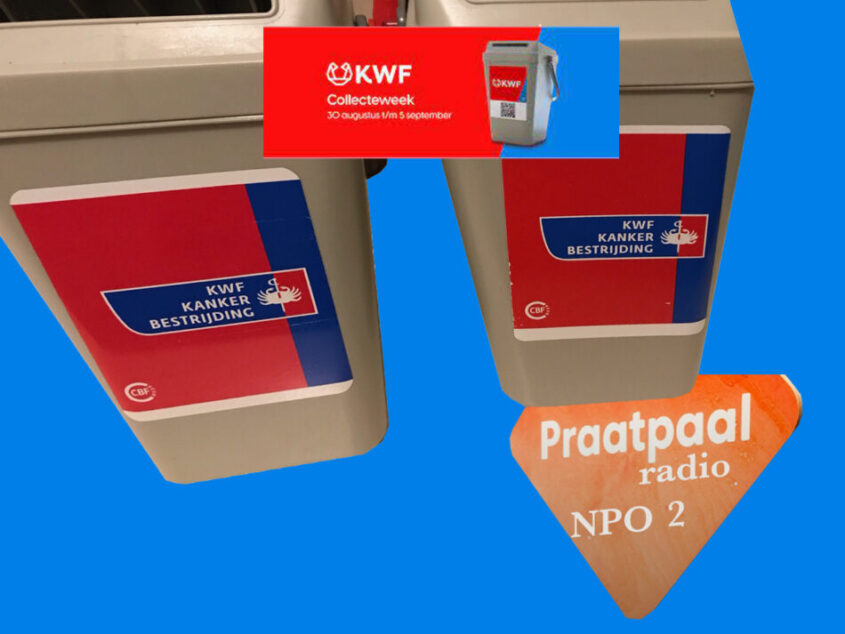 KWF
Collecteweek
30 augustus t/m 5 september
KWF
KWF
KANKER
BESTRIJDING
CBF
KWF
KANKER
BESTRIJDING
CBF
Praatpaal
radio
NPO 2